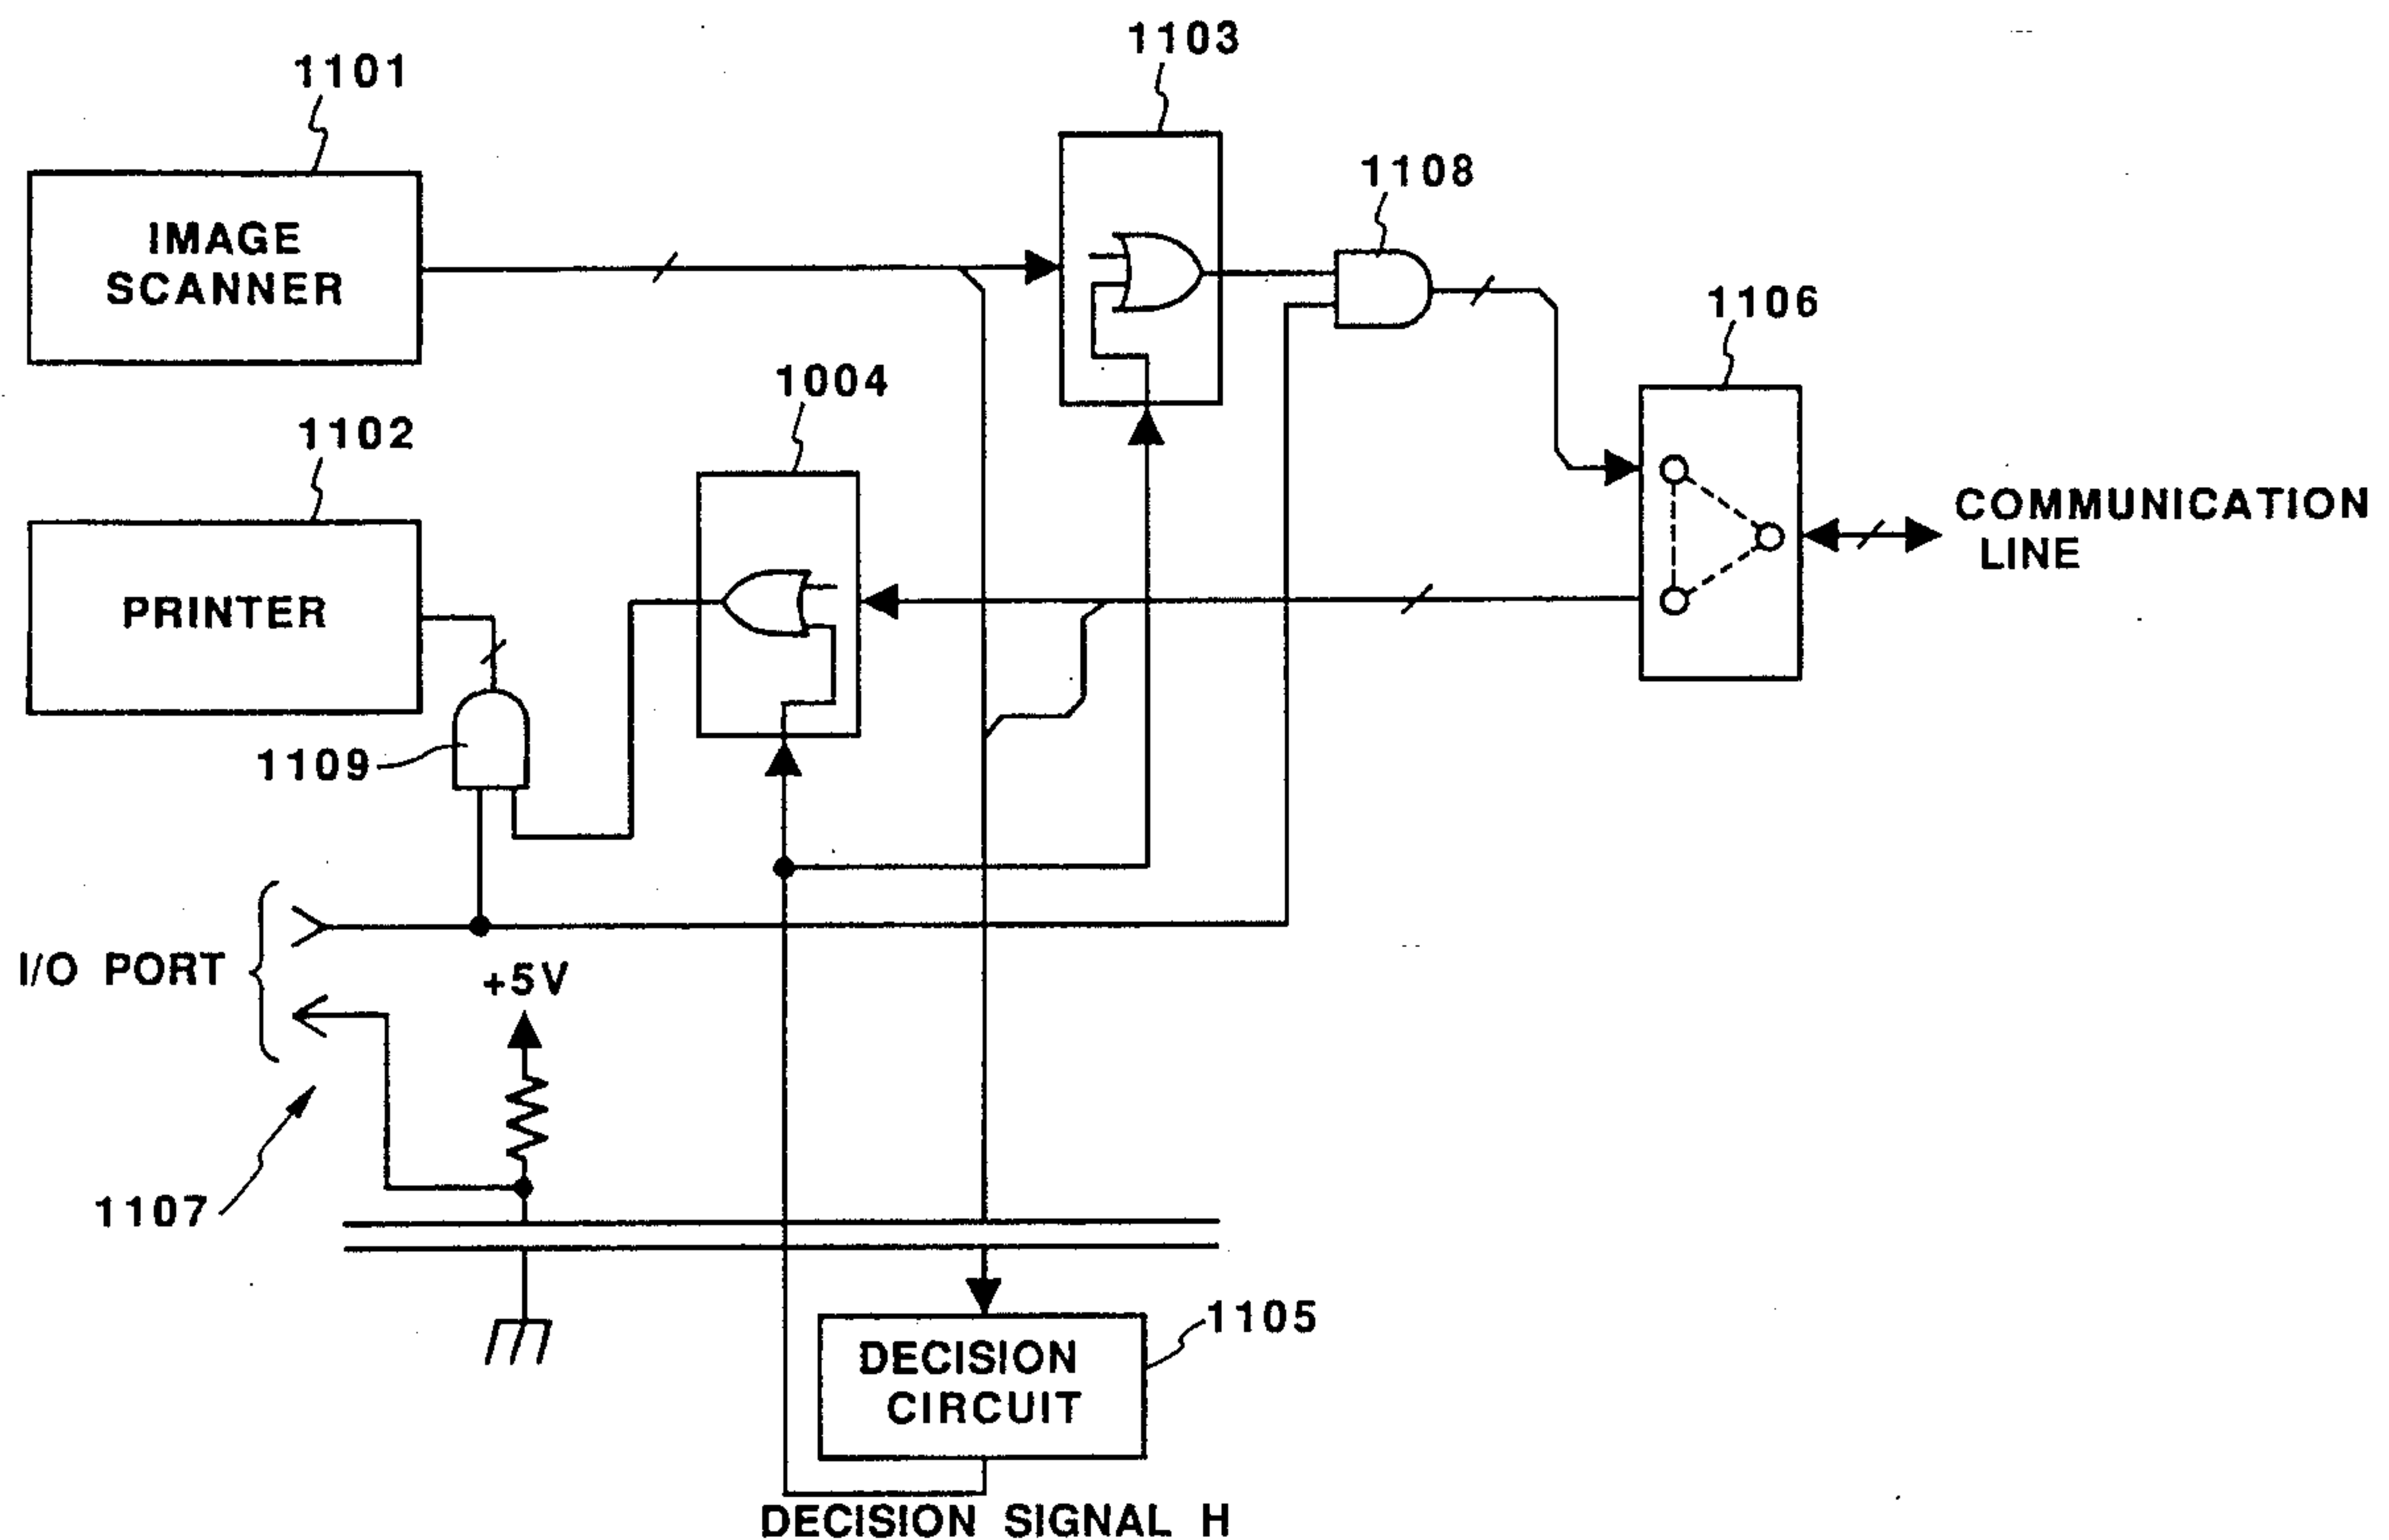 1103
1101
1108
IMAGE
SCANNER
1106
1004
1102
COMMUNICATION
LINE
PRINTER
1109
I/O PORT
+5V
1107
1105
DECISION
CIRCUIT
DECISION SIGNAL H